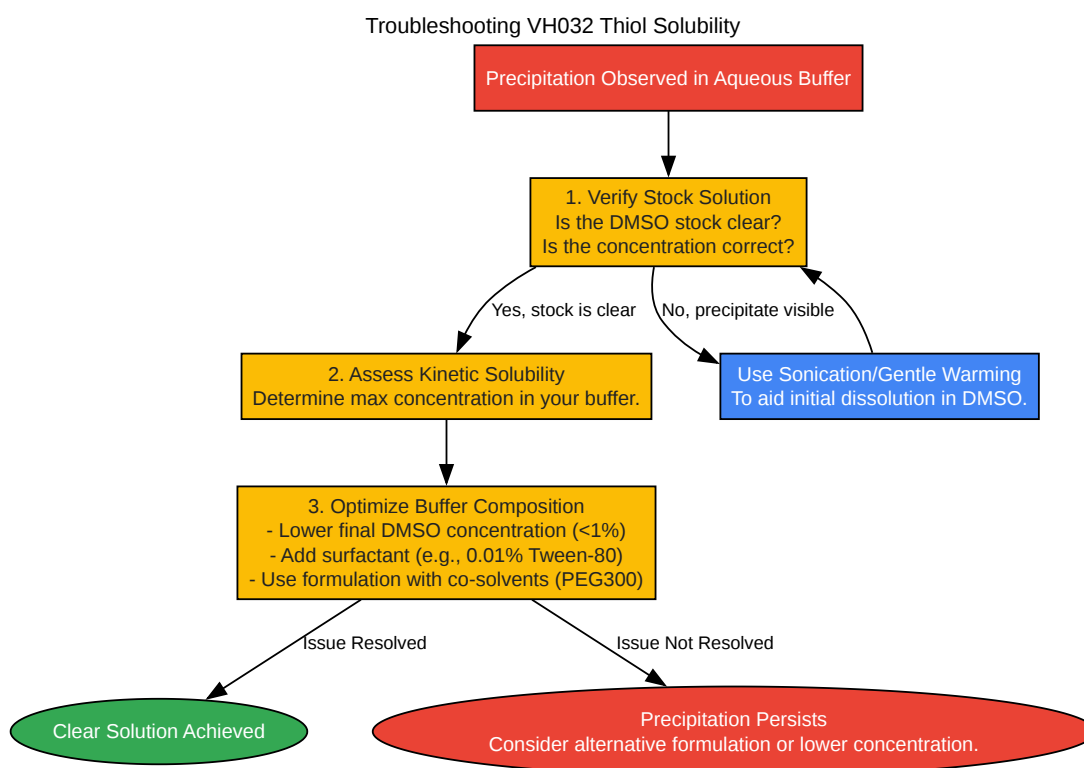 Troubleshooting VH032 Thiol Solubility
Precipitation Observed in Aqueous Buffer
1. Verify Stock Solution
Is the DMSO stock clear?
Is the concentration correct?
Yes, stock is clear
No, precipitate visible
2. Assess Kinetic Solubility
Determine max concentration in your buffer.
Use Sonication/Gentle Warming
To aid initial dissolution in DMSO.
3. Optimize Buffer Composition
- Lower final DMSO concentration (<1%)
- Add surfactant (e.g., 0.01% Tween-80)
- Use formulation with co-solvents (PEG300)
Issue Resolved
Issue Not Resolved
Clear Solution Achieved
Precipitation Persists
Consider alternative formulation or lower concentration.